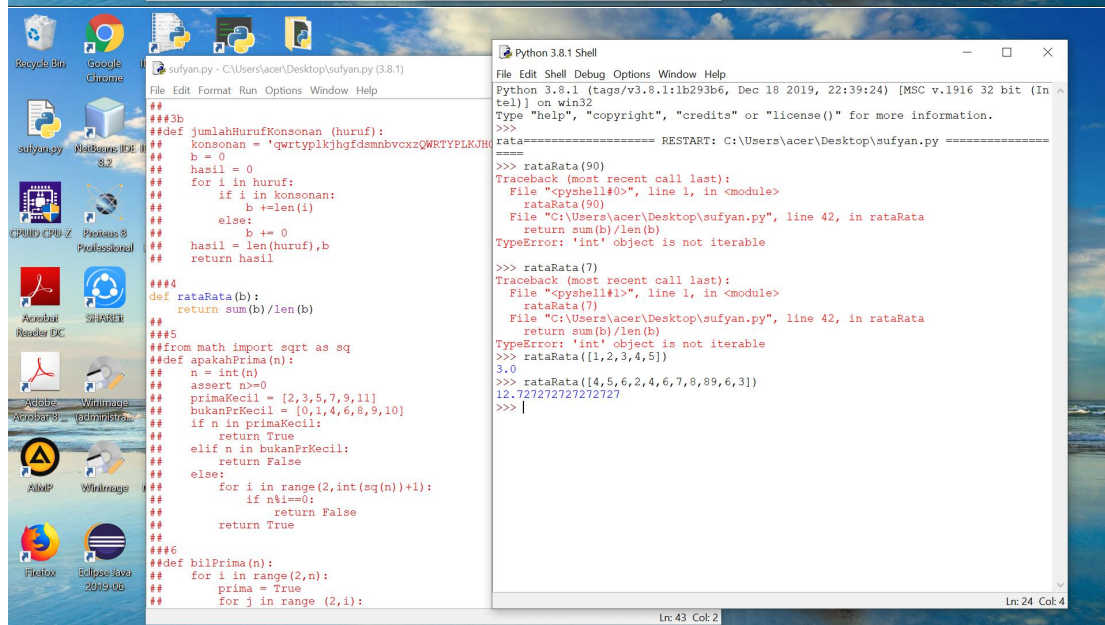 Recycle Bin
Google
Chrome
sufyan.py
NetBeans IDE
8.2
CPUID CPU-Z
Proteus 8
Professional
Acrobat
Reader DC
SHAREit
Adobe
Acrobat 8 ...
WinImage
(administra...
AIMP
WinImage
Firefox
Eclipse Java
2019-06
sufyan.py - C:\Users\acer\Desktop\sufyan.py (3.8.1)
File Edit Format Run Options Window Help
##
###3b
##def jumlahHurufKonsonan (huruf):
##    konsonan = 'qwrtyplkjhgfdsmnbvcxzQWRTYPLKJHG
##    b = 0
##    hasil = 0
##    for i in huruf:
##        if i in konsonan:
##            b +=len(i)
##        else:
##            b += 0
##    hasil = len(huruf),b
##    return hasil
###4
def rataRata(b):
    return sum(b)/len(b)
##
###5
##from math import sqrt as sq
##def apakahPrima(n):
##    n = int(n)
##    assert n>=0
##    primaKecil = [2,3,5,7,9,11]
##    bukanPrKecil = [0,1,4,6,8,9,10]
##    if n in primaKecil:
##        return True
##    elif n in bukanPrKecil:
##        return False
##    else:
##        for i in range(2,int(sq(n))+1):
##            if n%i==0:
##                return False
##        return True
##
###6
##def bilPrima(n):
##    for i in range(2,n):
##        prima = True
##        for j in range (2,i):
Ln: 43 Col: 2
Python 3.8.1 Shell
File Edit Shell Debug Options Window Help
Python 3.8.1 (tags/v3.8.1:1b293b6, Dec 18 2019, 22:39:24) [MSC v.1916 32 bit (In
tel)] on win32
Type "help", "copyright", "credits" or "license()" for more information.
>>>
rata=================== RESTART: C:\Users\acer\Desktop\sufyan.py ===============
====
>>> rataRata(90)
Traceback (most recent call last):
  File "<pyshell#0>", line 1, in <module>
    rataRata(90)
  File "C:\Users\acer\Desktop\sufyan.py", line 42, in rataRata
    return sum(b)/len(b)
TypeError: 'int' object is not iterable
>>> rataRata(7)
Traceback (most recent call last):
  File "<pyshell#1>", line 1, in <module>
    rataRata(7)
  File "C:\Users\acer\Desktop\sufyan.py", line 42, in rataRata
    return sum(b)/len(b)
TypeError: 'int' object is not iterable
>>> rataRata([1,2,3,4,5])
3.0
>>> rataRata([4,5,6,2,4,6,7,8,89,6,3])
12.727272727272727
>>>
Ln: 24 Col: 4